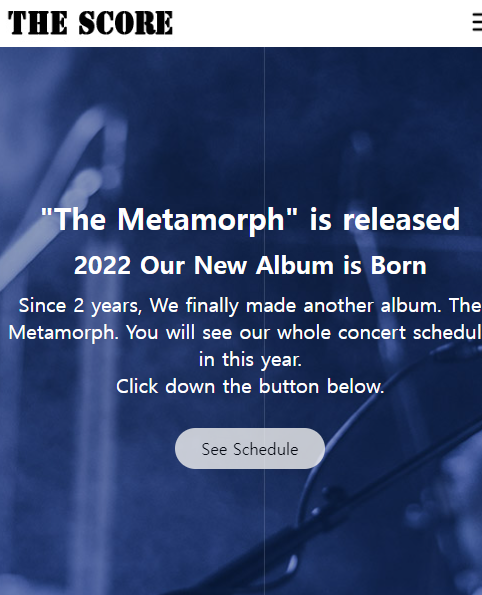 THE SCORE
"The Metamorph" is released
2022 Our New Album is Born
Since 2 years, We finally made another album. The
Metamorph. You will see our whole concert schedul
in this year.
Click down the button below.
See Schedule